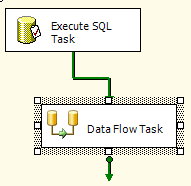 Execute SQL
Task
Data Flow Task